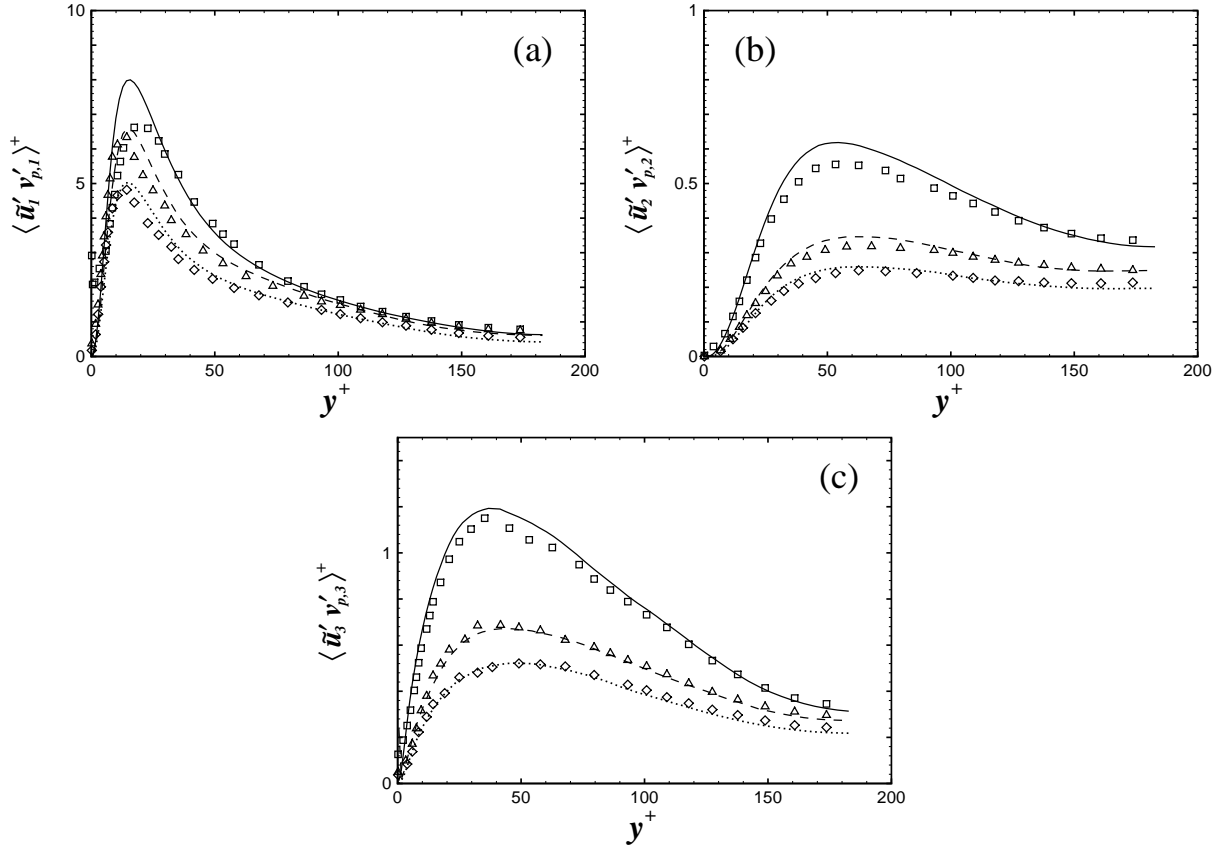 (a)
10
5
0
0 50 100 150 200
y⁺
⟨ ũ′₁ v′ₚ,₁ ⟩⁺
(b)
1
0.5
0
0 50 100 150 200
y⁺
⟨ ũ′₂ v′ₚ,₂ ⟩⁺
(c)
1
0
0 50 100 150 200
y⁺
⟨ ũ′₃ v′ₚ,₃ ⟩⁺